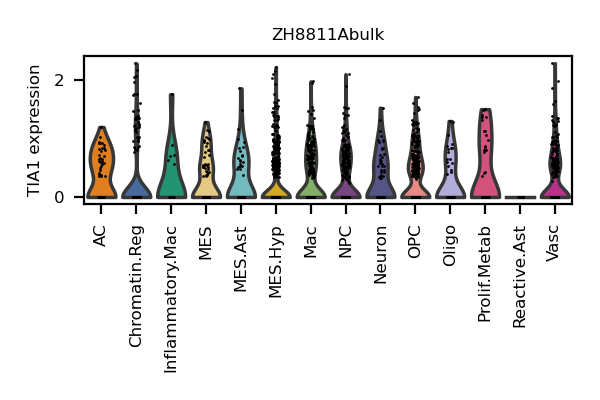 ZH8811Abulk
TIA1 expression
2
0
AC
Chromatin.Reg
Inflammatory.Mac
MES
MES.Ast
MES.Hyp
Mac
NPC
Neuron
OPC
Oligo
Prolif.Metab
Reactive.Ast
Vasc